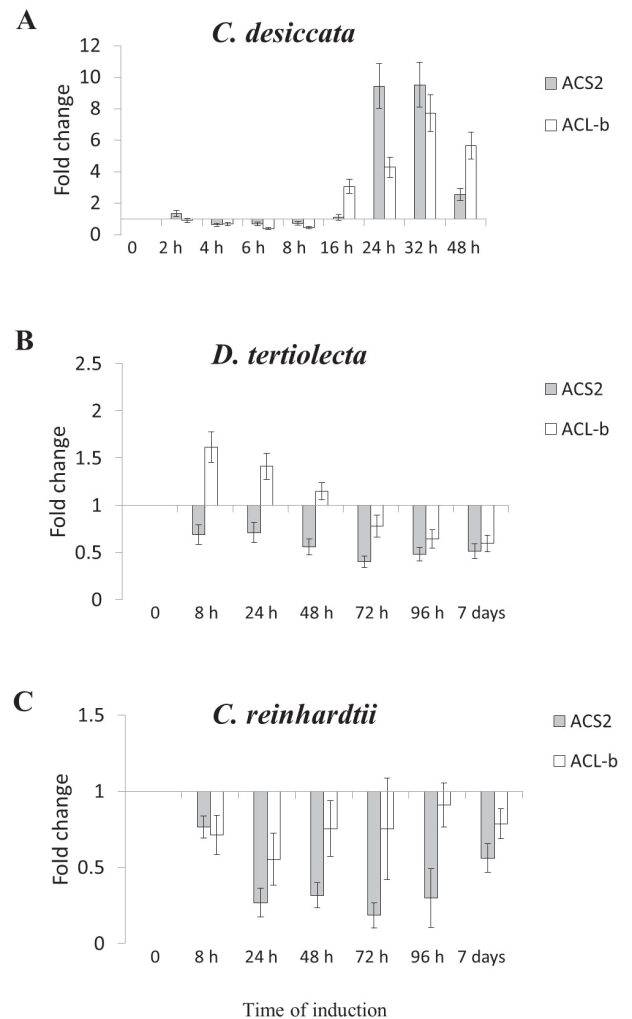 A
C. desiccata
12
10
8
6
4
2
1
0
Fold change
ACS2
ACL-b
0 2 h 4 h 6 h 8 h 16 h 24 h 32 h 48 h
B
D. tertiolecta
2.5
2
1.5
1
0.5
0
Fold change
ACS2
ACL-b
0 8 h 24 h 48 h 72 h 96 h 7 days
C
C. reinhardtii
1.5
1
0.5
0
Fold change
ACS2
ACL-b
0 8 h 24 h 48 h 72 h 96 h 7 days
Time of induction